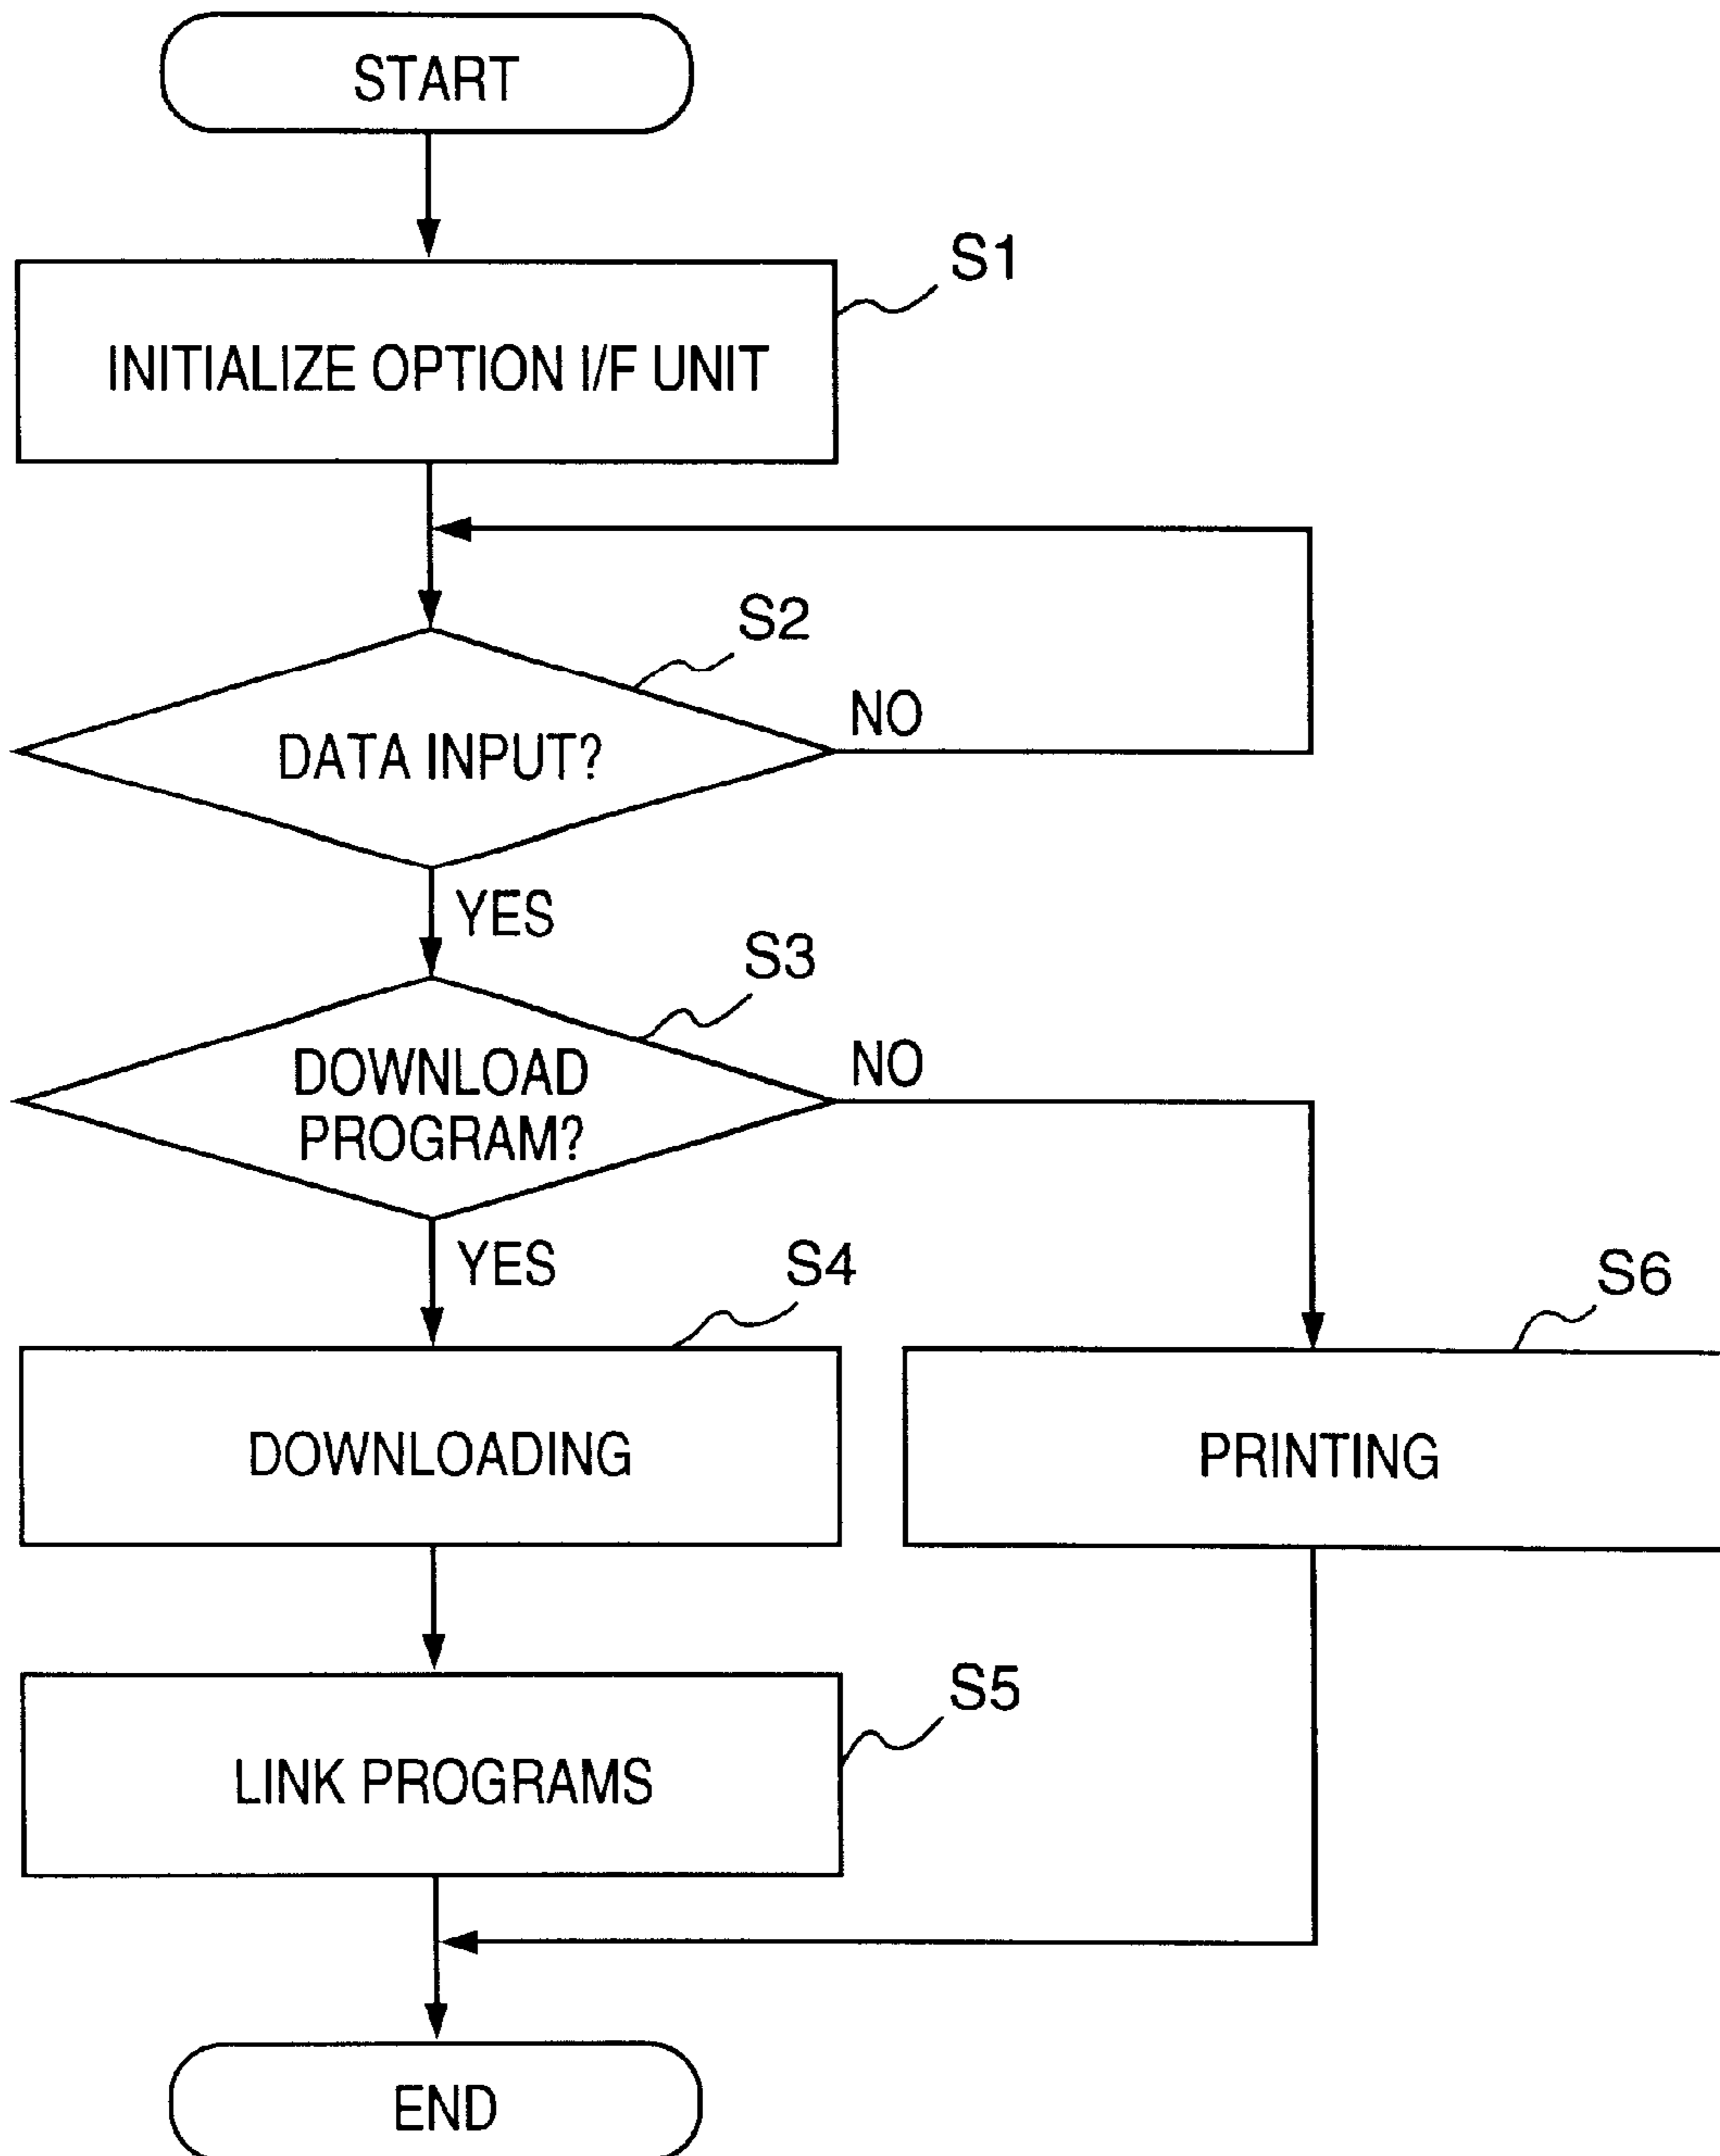 START
S1
INITIALIZE OPTION I/F UNIT
S2
NO
DATA INPUT?
YES
S3
NO
DOWNLOAD
PROGRAM?
YES
S4
S6
DOWNLOADING
PRINTING
S5
LINK PROGRAMS
END